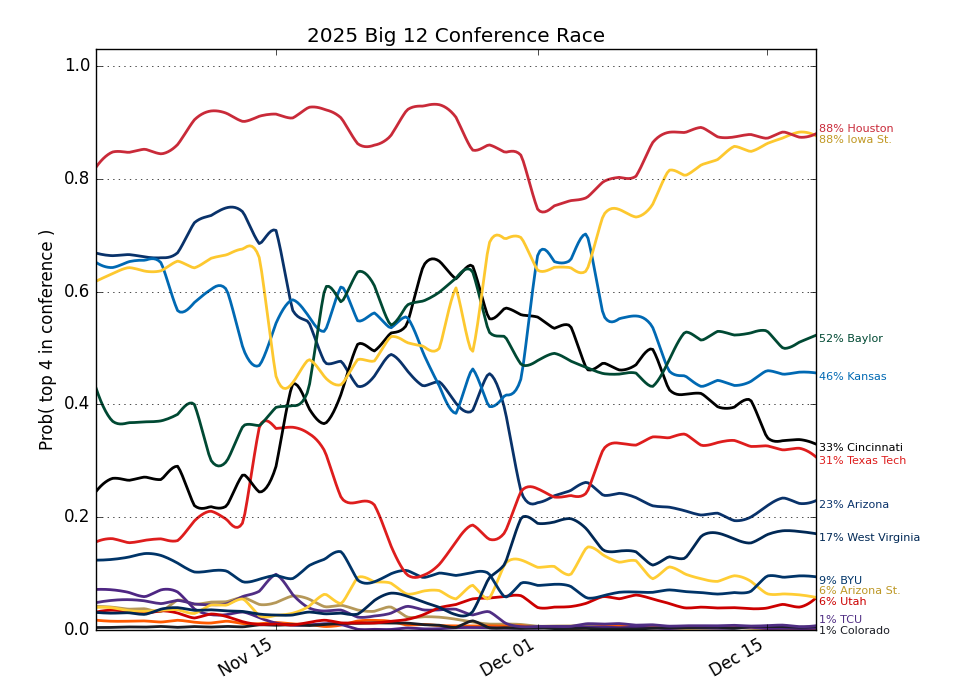 2025 Big 12 Conference Race
Prob( top 4 in conference )
1.0
0.8
0.6
0.4
0.2
0.0
Nov 15
Dec 01
Dec 15
88% Houston
88% Iowa St.
52% Baylor
46% Kansas
33% Cincinnati
31% Texas Tech
23% Arizona
17% West Virginia
9% BYU
6% Arizona St.
6% Utah
1% TCU
1% Colorado